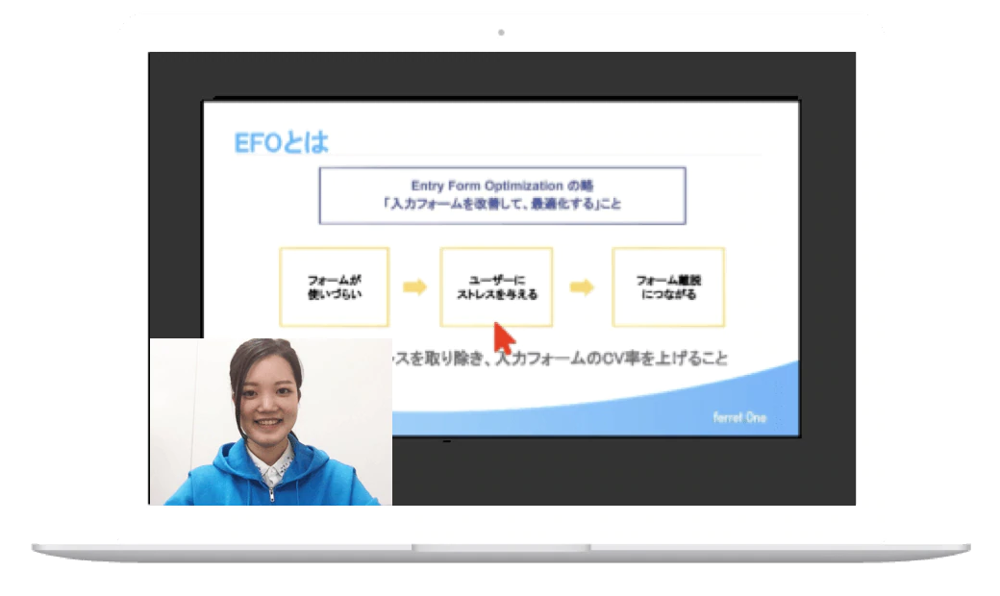 EFOとは
Entry Form Optimization の略
「入力フォームを改善して、最適化する」こと
フォームが
使いづらい
ユーザーに
ストレスを与える
フォーム離脱
につながる
スを取り除き、入力フォームのCV率を上げること
ferret One